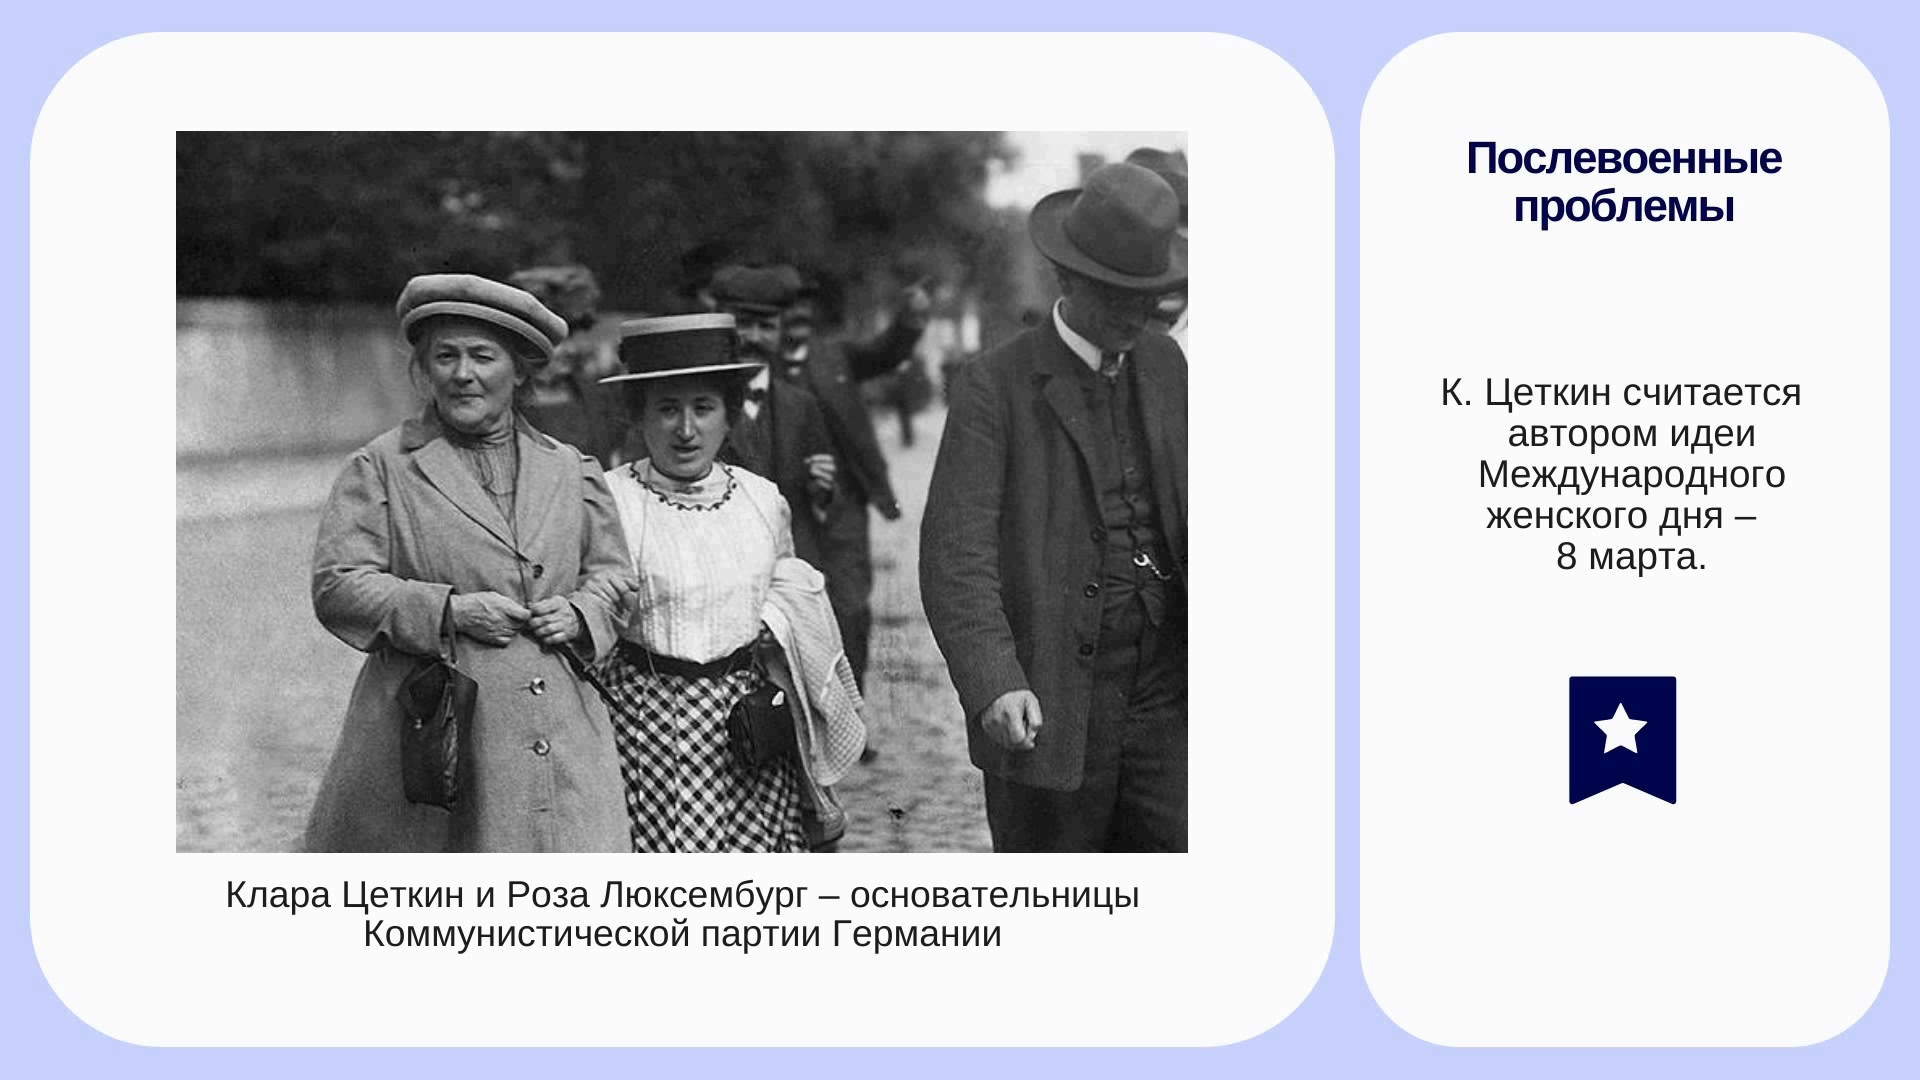 Послевоенные
проблемы
К. Цеткин считается
автором идеи
Международного
женского дня –
8 марта.
Клара Цеткин и Роза Люксембург – основательницы
Коммунистической партии Германии